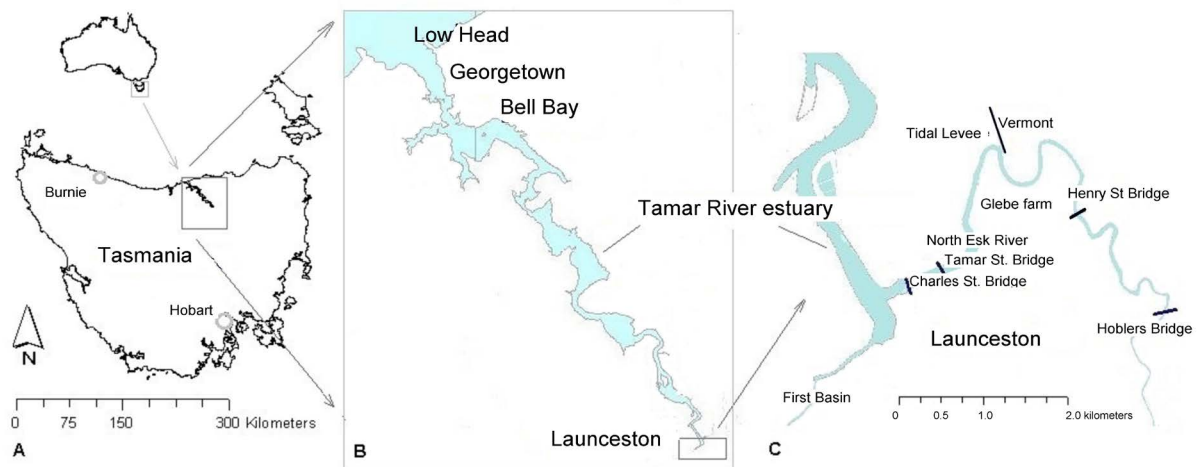 Burnie
Tasmania
Hobart
N
0 75 150 300 Kilometers
A
Low Head
Georgetown
Bell Bay
Tamar River estuary
Launceston
B
Tidal Levee
Vermont
Glebe farm
Henry St Bridge
North Esk River
Tamar St. Bridge
Charles St. Bridge
Hoblers Bridge
Launceston
First Basin
0 0.5 1.0 2.0 kilometers
C